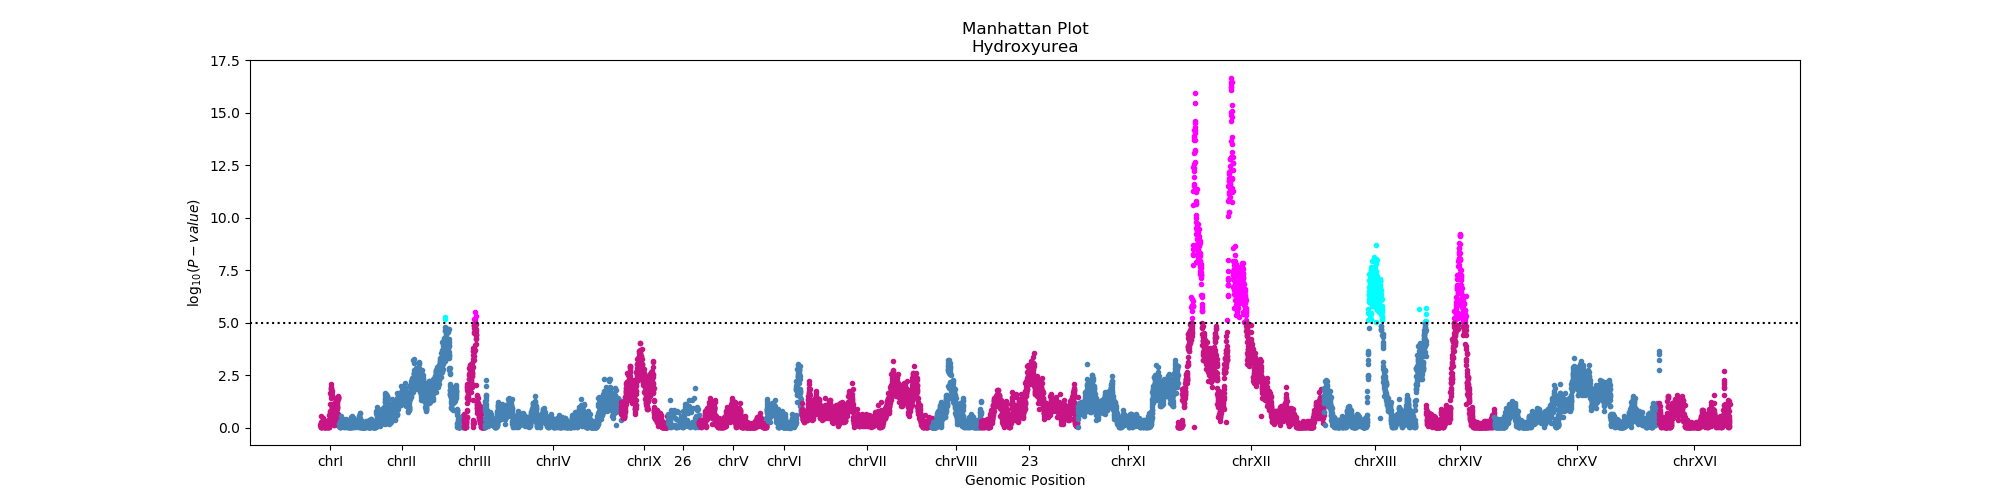 Manhattan Plot
Hydroxyurea
17.5
15.0
12.5
10.0
7.5
5.0
2.5
0.0
log10(P − value)
chrI chrII chrIII chrIV chrIX 26 chrV chrVI chrVII chrVIII 23 chrXI chrXII chrXIII chrXIV chrXV chrXVI
Genomic Position